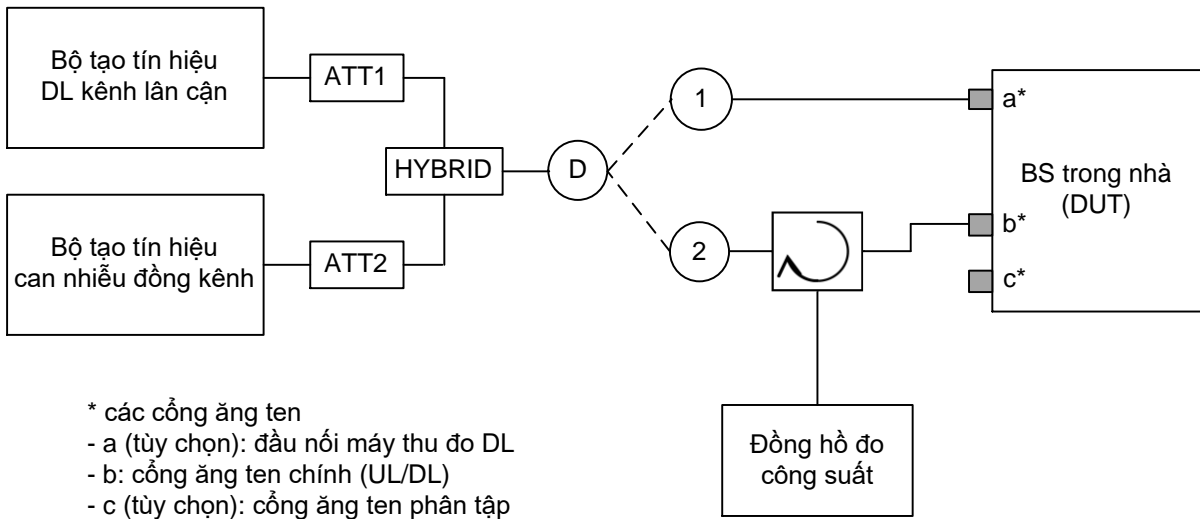 Bộ tạo tín hiệu
DL kênh lân cận
ATT1
1
a*
HYBRID
D
BS trong nhà
(DUT)
Bộ tạo tín hiệu
can nhiễu đồng kênh
ATT2
2
b*
c*
* các cổng ăng ten
- a (tùy chọn): đầu nối máy thu đo DL
- b: cổng ăng ten chính (UL/DL)
- c (tùy chọn): cổng ăng ten phân tập
Đồng hồ đo
công suất